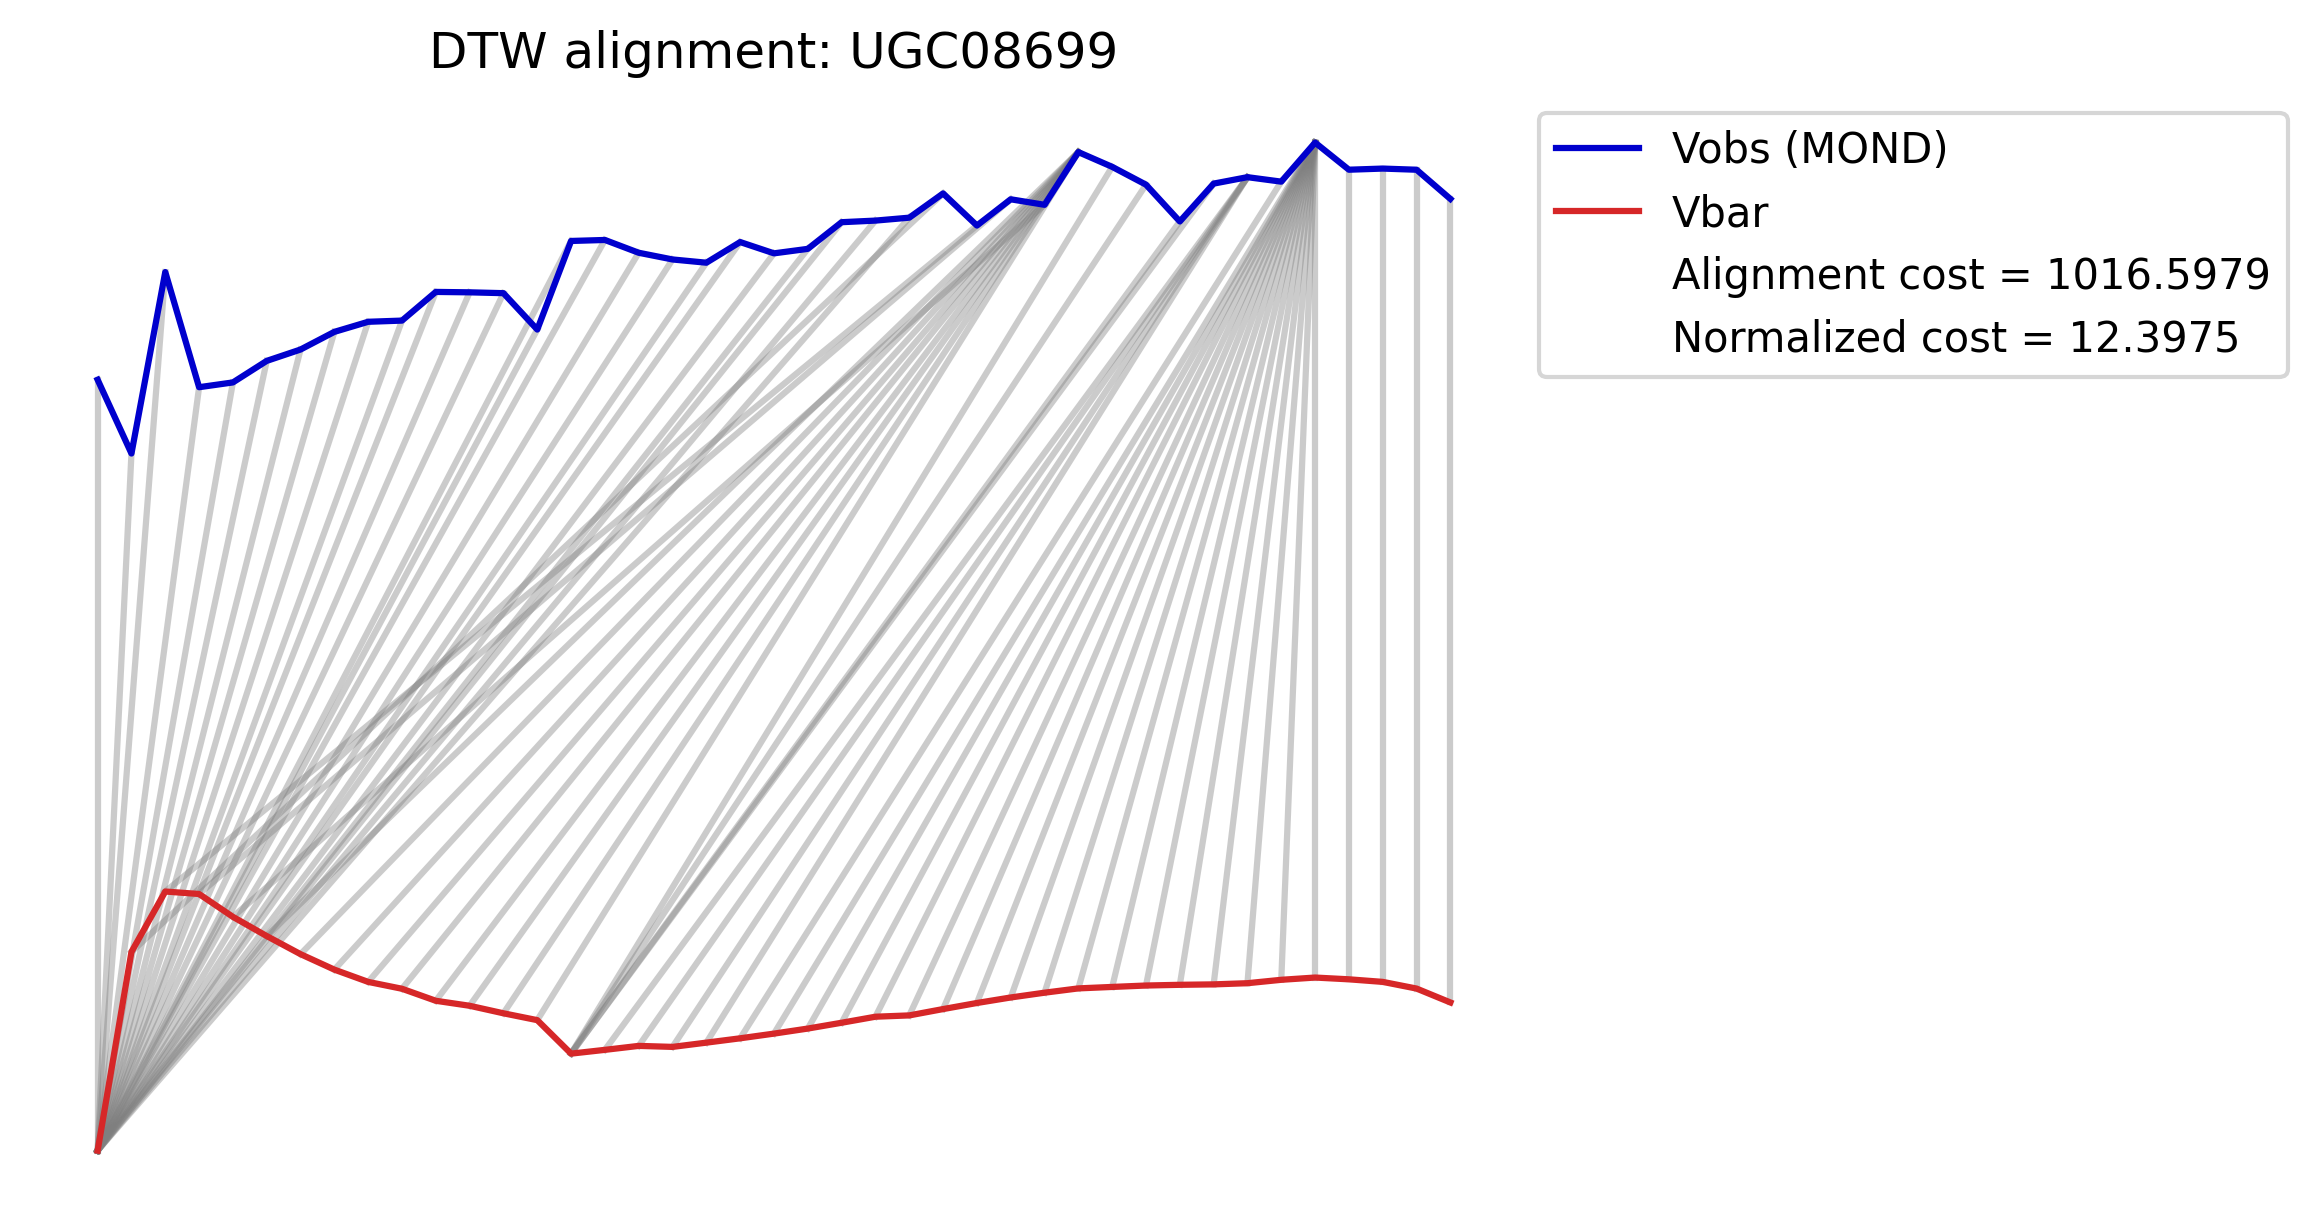 DTW alignment: UGC08699
Vobs (MOND)
Vbar
Alignment cost = 1016.5979
Normalized cost = 12.3975